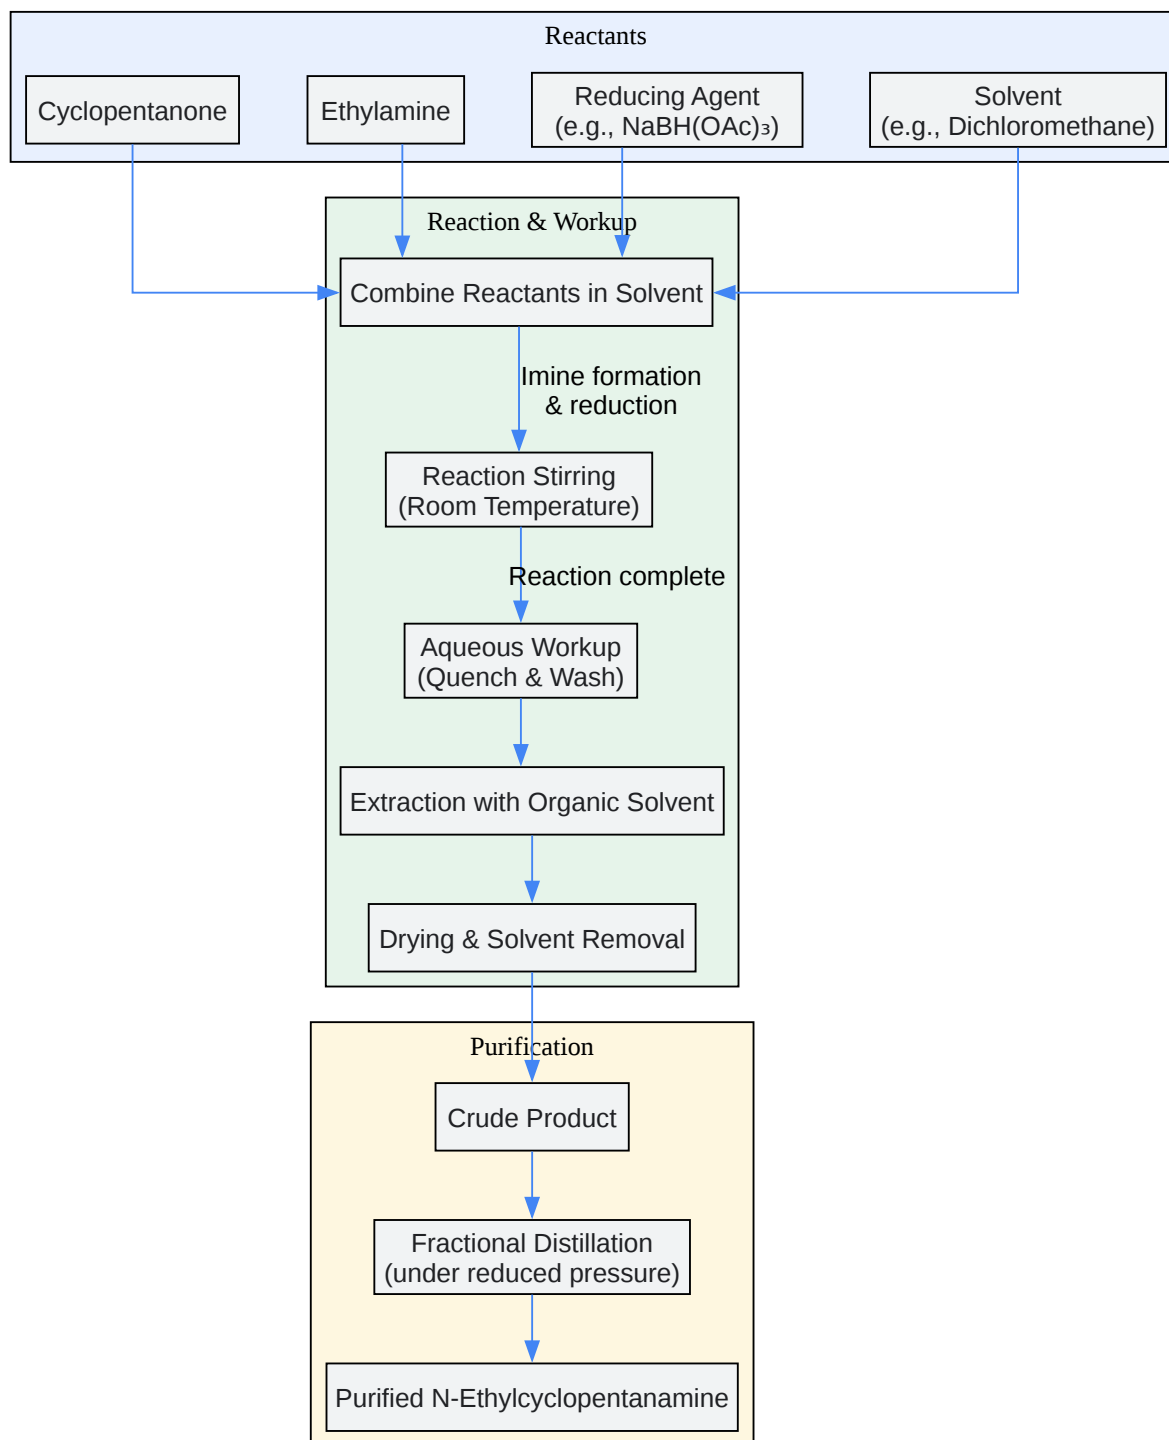 Reactants
Cyclopentanone
Ethylamine
Reducing Agent
(e.g., NaBH(OAc)₃)
Solvent
(e.g., Dichloromethane)
Reaction & Workup
Combine Reactants in Solvent
Imine formation
& reduction
Reaction Stirring
(Room Temperature)
Reaction complete
Aqueous Workup
(Quench & Wash)
Extraction with Organic Solvent
Drying & Solvent Removal
Purification
Crude Product
Fractional Distillation
(under reduced pressure)
Purified N-Ethylcyclopentanamine